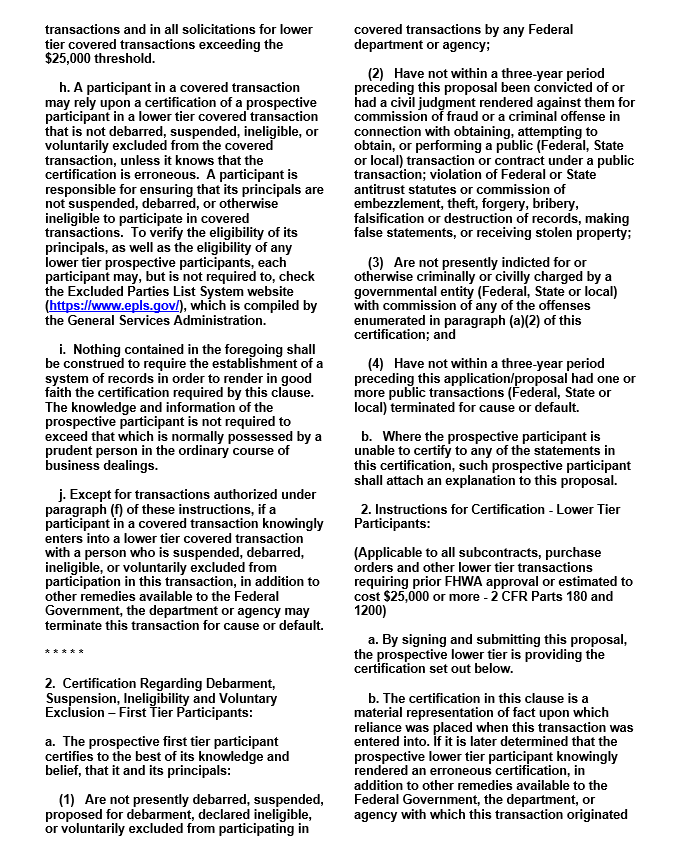 transactions and in all solicitations for lower
tier covered transactions exceeding the
$25,000 threshold.
h. A participant in a covered transaction
may rely upon a certification of a prospective
participant in a lower tier covered transaction
that is not debarred, suspended, ineligible, or
voluntarily excluded from the covered
transaction, unless it knows that the
certification is erroneous.  A participant is
responsible for ensuring that its principals are
not suspended, debarred, or otherwise
ineligible to participate in covered
transactions.  To verify the eligibility of its
principals, as well as the eligibility of any
lower tier prospective participants, each
participant may, but is not required to, check
the Excluded Parties List System website
(https://www.epls.gov/), which is compiled by
the General Services Administration.
i.  Nothing contained in the foregoing shall
be construed to require the establishment of a
system of records in order to render in good
faith the certification required by this clause.
The knowledge and information of the
prospective participant is not required to
exceed that which is normally possessed by a
prudent person in the ordinary course of
business dealings.
j. Except for transactions authorized under
paragraph (f) of these instructions, if a
participant in a covered transaction knowingly
enters into a lower tier covered transaction
with a person who is suspended, debarred,
ineligible, or voluntarily excluded from
participation in this transaction, in addition to
other remedies available to the Federal
Government, the department or agency may
terminate this transaction for cause or default.
* * * * *
2.  Certification Regarding Debarment,
Suspension, Ineligibility and Voluntary
Exclusion – First Tier Participants:
a.  The prospective first tier participant
certifies to the best of its knowledge and
belief, that it and its principals:
(1)   Are not presently debarred, suspended,
proposed for debarment, declared ineligible,
or voluntarily excluded from participating in
covered transactions by any Federal
department or agency;
(2)   Have not within a three-year period
preceding this proposal been convicted of or
had a civil judgment rendered against them for
commission of fraud or a criminal offense in
connection with obtaining, attempting to
obtain, or performing a public (Federal, State
or local) transaction or contract under a public
transaction; violation of Federal or State
antitrust statutes or commission of
embezzlement, theft, forgery, bribery,
falsification or destruction of records, making
false statements, or receiving stolen property;
(3)   Are not presently indicted for or
otherwise criminally or civilly charged by a
governmental entity (Federal, State or local)
with commission of any of the offenses
enumerated in paragraph (a)(2) of this
certification; and
(4)   Have not within a three-year period
preceding this application/proposal had one or
more public transactions (Federal, State or
local) terminated for cause or default.
b.   Where the prospective participant is
unable to certify to any of the statements in
this certification, such prospective participant
shall attach an explanation to this proposal.
2. Instructions for Certification - Lower Tier
Participants:
(Applicable to all subcontracts, purchase
orders and other lower tier transactions
requiring prior FHWA approval or estimated to
cost $25,000 or more - 2 CFR Parts 180 and
1200)
a. By signing and submitting this proposal,
the prospective lower tier is providing the
certification set out below.
b. The certification in this clause is a
material representation of fact upon which
reliance was placed when this transaction was
entered into. If it is later determined that the
prospective lower tier participant knowingly
rendered an erroneous certification, in
addition to other remedies available to the
Federal Government, the department, or
agency with which this transaction originated